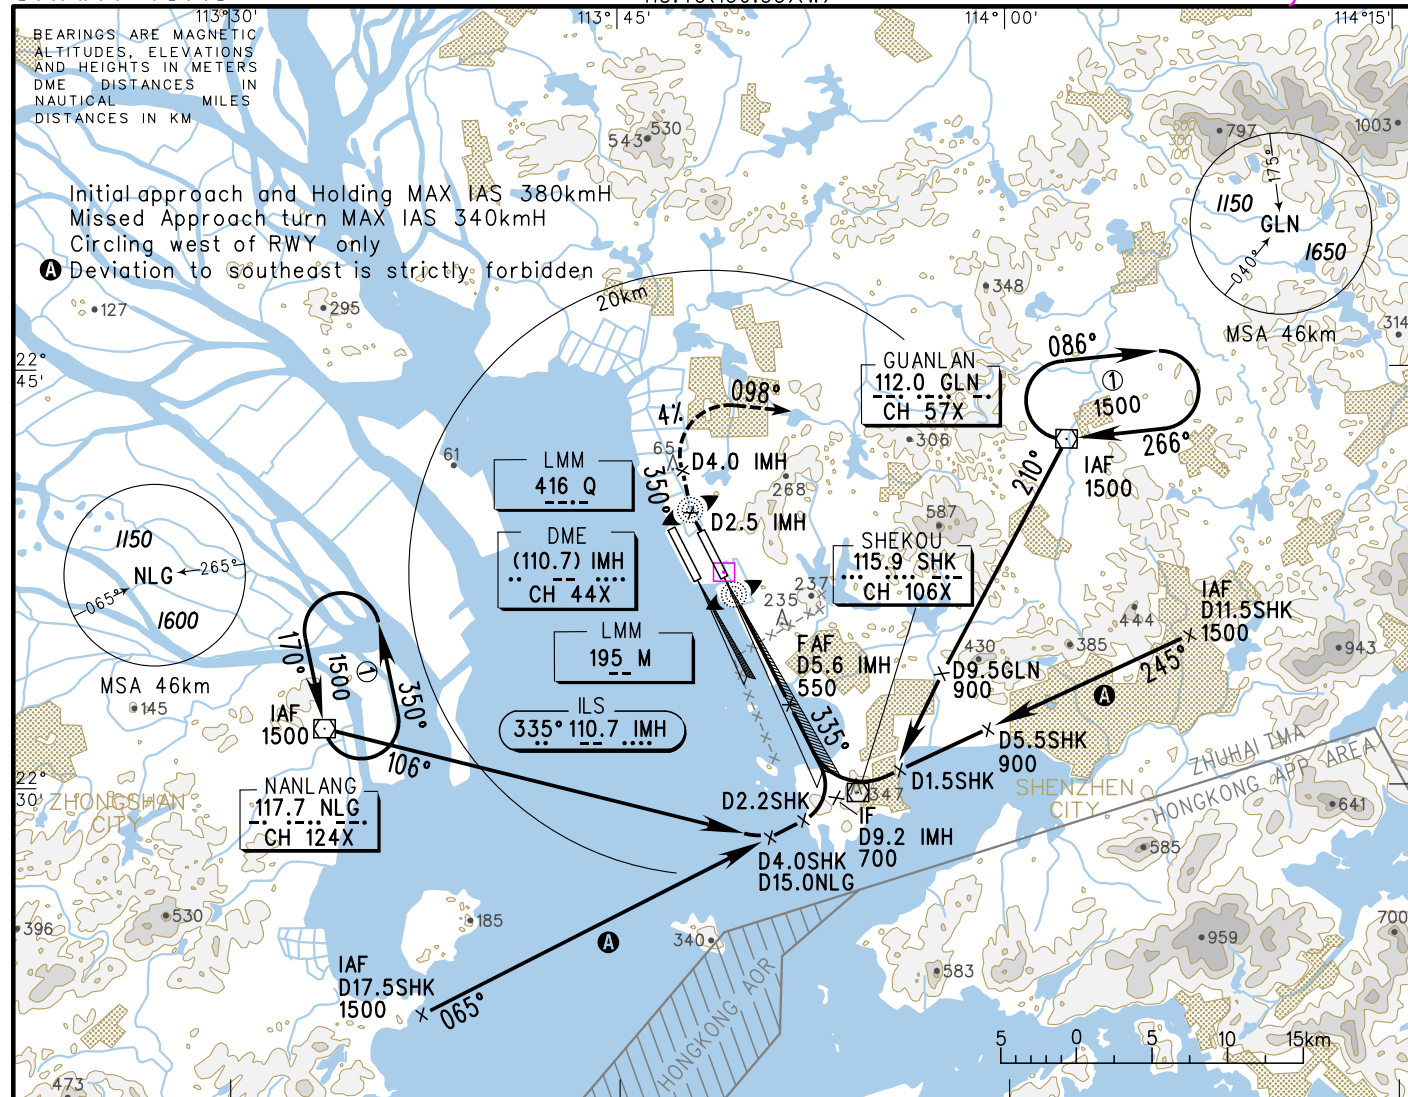 113°30'
113°45'
114°00'
114°15'
BEARINGS ARE MAGNETIC
ALTITUDES, ELEVATIONS
AND HEIGHTS IN METERS
DME DISTANCES IN
NAUTICAL MILES
DISTANCES IN KM
Initial approach and Holding MAX IAS 380kmH
Missed Approach turn MAX IAS 340kmH
Circling west of RWY only
A Deviation to southeast is strictly forbidden
543
530
797
1003
175°
1150
GLN
1650
040°
MSA 46km
127
295
20km
348
314
22°
45'
GUANLAN
112.0 GLN
CH 57X
086°
1
1500
266°
IAF
1500
210°
098°
4%
65
D4.0 IMH
306
61
LMM
416 Q
350°
268
D2.5 IMH
587
1150
NLG
265°
065°
1600
MSA 46km
DME
(110.7) IMH
CH 44X
SHEKOU
115.9 SHK
CH 106X
237
235
IAF
D11.5SHK
1500
444
385
943
245°
A
LMM
195 M
FAF
D5.6 IMH
550
430
D9.5GLN
900
170°
1500
1
350°
145
IAF
1500
ILS
335° 110.7 IMH
335°
D5.5SHK
900
106°
ZHUHAI TMA
HONGKONG APP AREA
22°
30'
ZHONGSHAN
CITY
NANLANG
117.7 NLG
CH 124X
D1.5SHK
SHENZHEN
CITY
D2.2SHK
347
IF
D9.2 IMH
700
641
585
D4.0SHK
D15.0NLG
396
530
185
340
A
959
700
583
IAF
D17.5SHK
1500
065°
HONGKONG AOR
5 0 5 10 15km
473